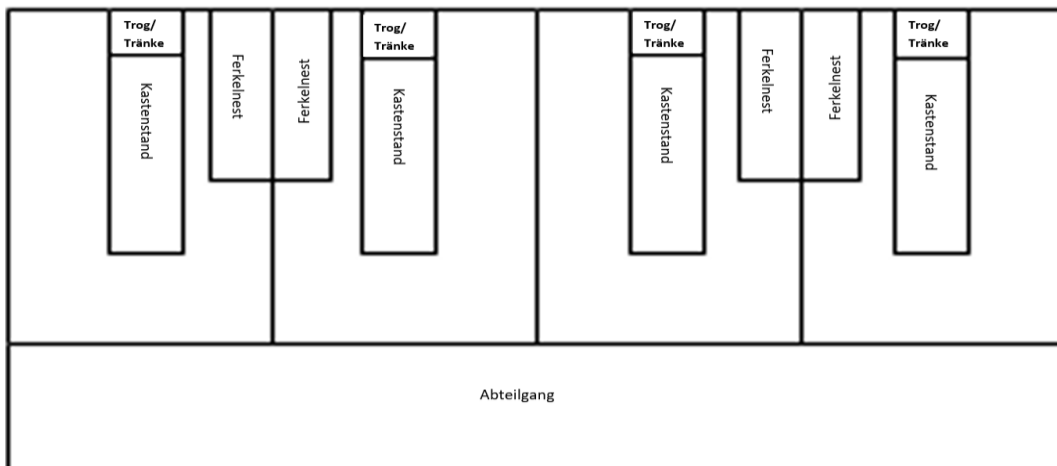 Trog/
Tränke
Kastenstand
Ferkelnest
Ferkelnest
Trog/
Tränke
Kastenstand
Trog/
Tränke
Kastenstand
Ferkelnest
Ferkelnest
Trog/
Tränke
Kastenstand
Abteilgang